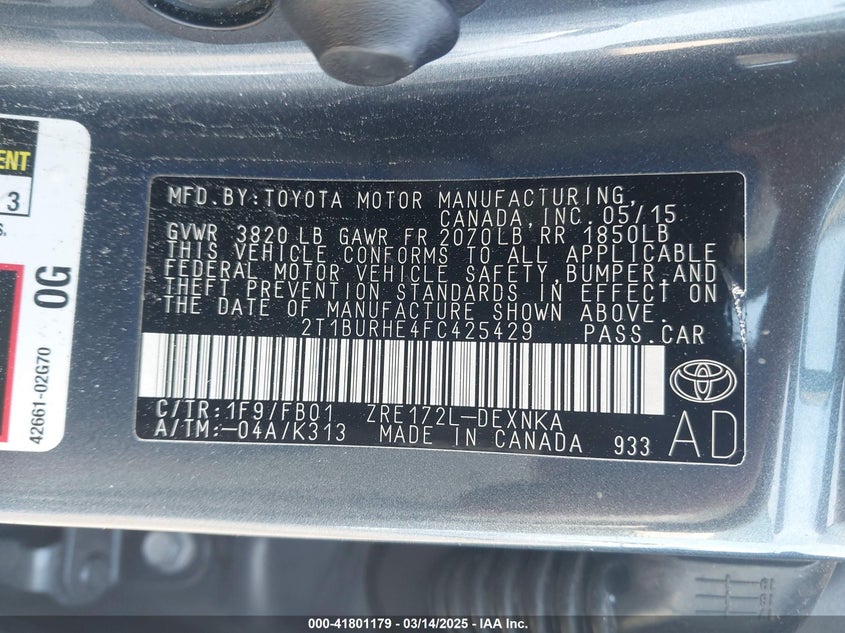 ENT
3
S.
0G
42661-02G70
MFD.BY:TOYOTA MOTOR MANUFACTURING,
CANADA,INC.05/15
GVWR 3820 LB GAWR FR 2070LB RR 1850LB
THIS VEHICLE CONFORMS TO ALL APPLICABLE
FEDERAL MOTOR VEHICLE SAFETY,BUMPER,AND
THEFT PREVENTION STANDARDS IN EFFECT ON
THE DATE OF MANUFACTURE SHOWN ABOVE.
2T1BURHE4FC425429 PASS.CAR
C/TR:1F9/FB01 ZRE172L-DEXNKA
A/TM:-04A/K313 MADE IN CANADA 933 AD
000-41801179 - 03/14/2025 - IAA Inc.